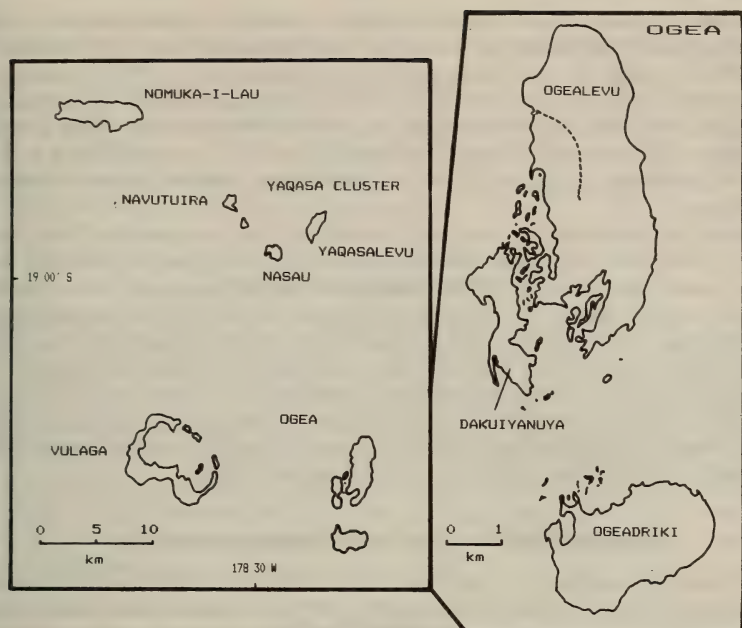 OGEA
OGEALEVU
NOMUKA-I-LAU
YAQASA CLUSTER
NAVUTUIRA
YAQASALEVU
NASAU
19 00' S
OGEA
VULAGA
DAKUIYANUYA
OGEADRIKI
0 5 10
km
0 1
km
178 30 W